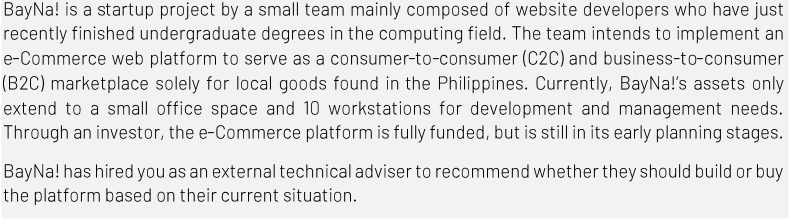 BayNa! is a startup project by a small team mainly composed of website developers who have just
recently finished undergraduate degrees in the computing field. The team intends to implement an
e-Commerce web platform to serve as a consumer-to-consumer (C2C) and business-to-consumer
(B2C) marketplace solely for local goods found in the Philippines. Currently, BayNa!'s assets only
extend to a small office space and 10 workstations for development and management needs.
Through an investor, the e-Commerce platform is fully funded, but is still in its early planning stages.
BayNa! has hired you as an external technical adviser to recommend whether they should build or buy
the platform based on their current situation.